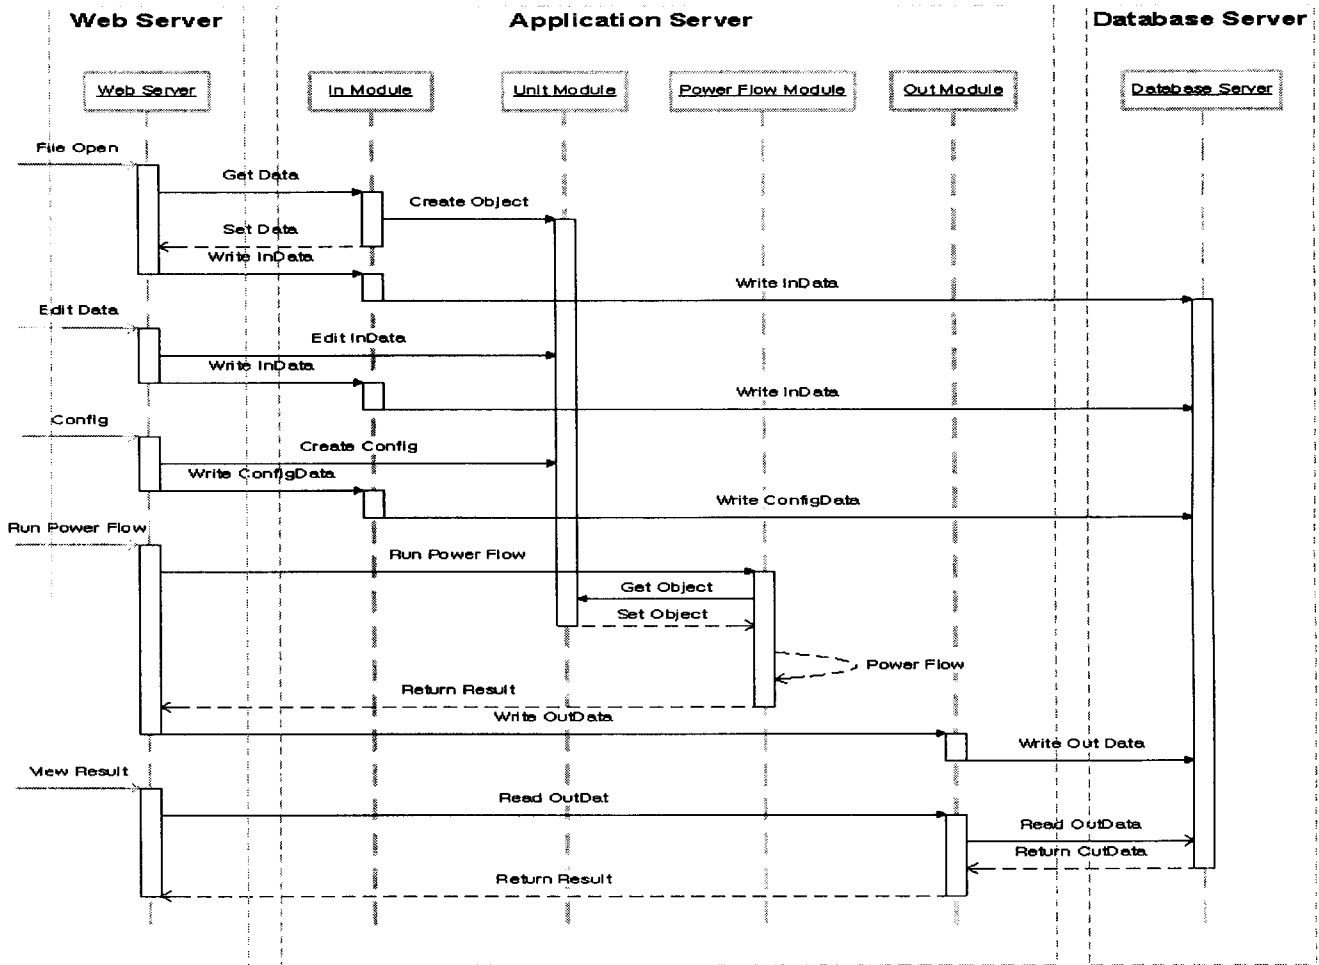 Web Server
Application Server
Database Server
Web Server
In Module
Unit Module
Power Flow Module
Out Module
Database Server
File Open
Get Data
Create Object
Set Data
Write InData
Write InData
Edit Data
Edit InData
Write InData
Write InData
Config
Create Config
Write ConfigData
Write ConfigData
Run Power Flow
Run Power Flow
Get Object
Set Object
Power Flow
Return Result
Write OutData
Write Out Data
View Result
Read OutDat
Read OutData
Return OutData
Return Result